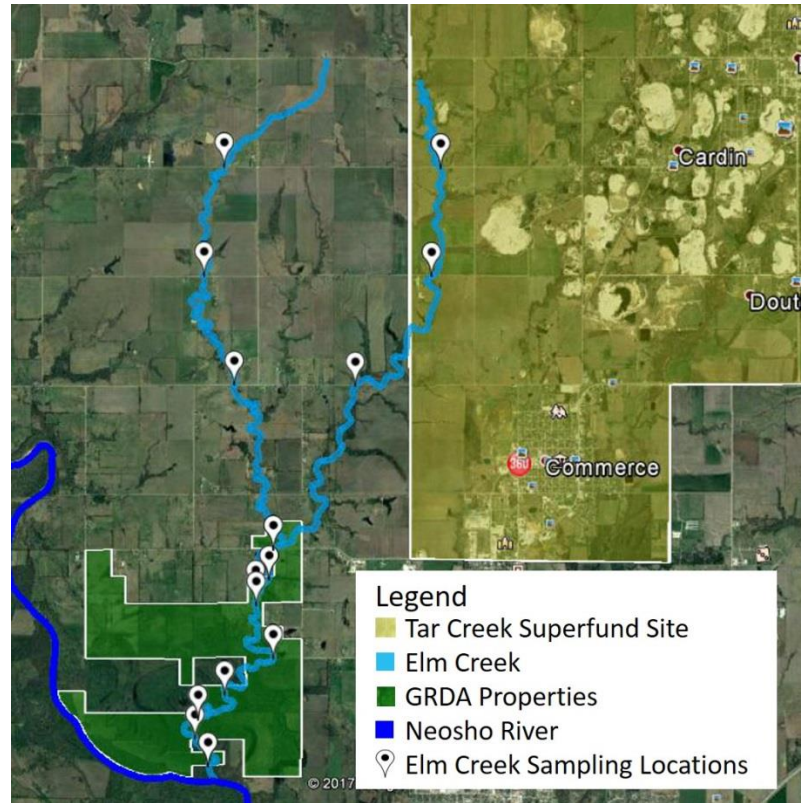 Cardin
Dout
360
Commerce
Legend
Tar Creek Superfund Site
Elm Creek
GRDA Properties
Neosho River
Elm Creek Sampling Locations
© 2017